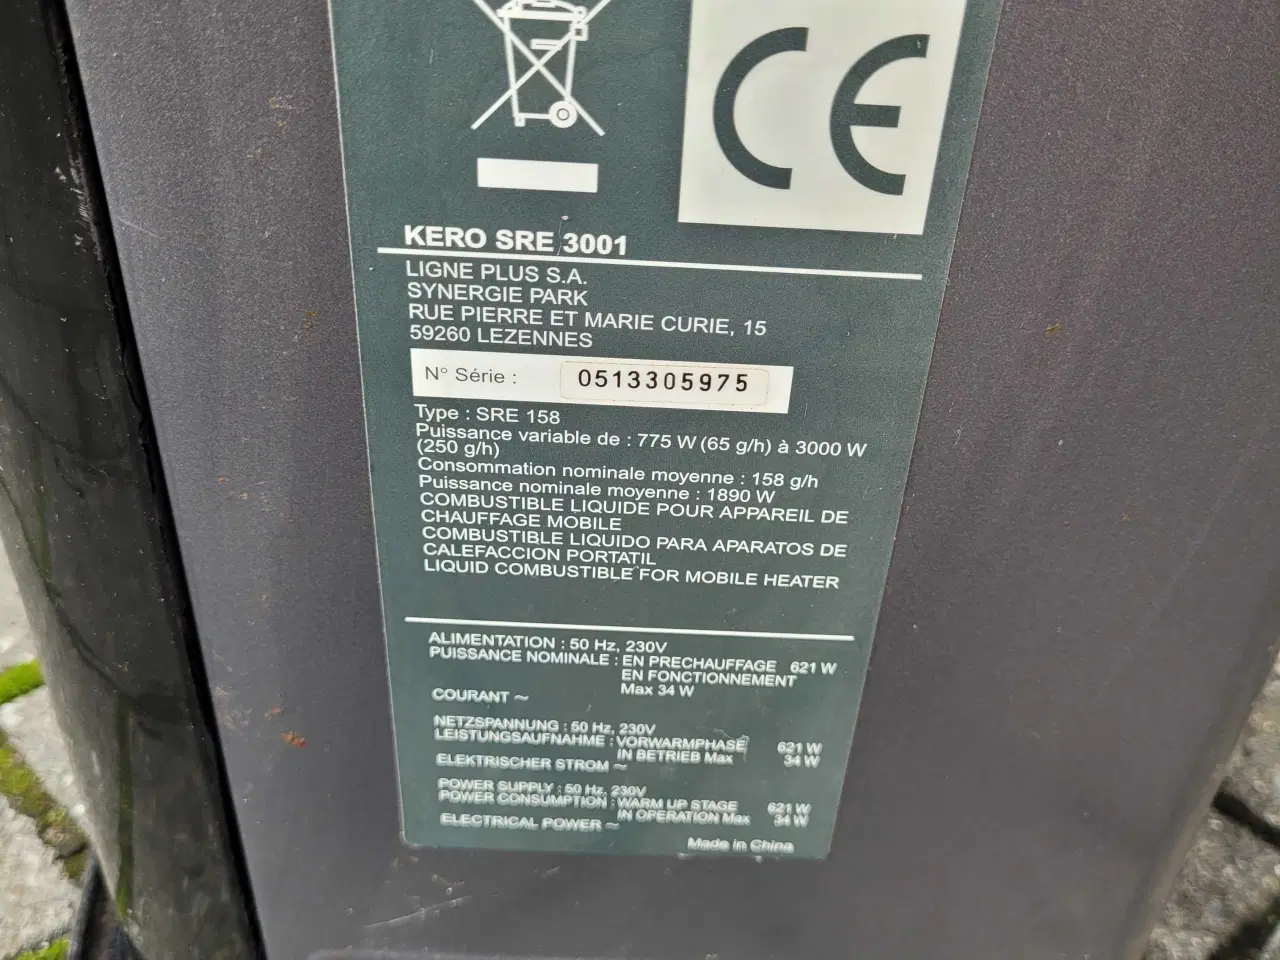 CE
KERO SRE 3001
LIGNE PLUS S.A.
SYNERGIE PARK
RUE PIERRE ET MARIE CURIE, 15
59260 LEZENNES
N° Série : 0513305975
Type : SRE 158
Puissance variable de : 775 W (65 g/h) à 3000 W
(250 g/h)
Consommation nominale moyenne : 158 g/h
Puissance nominale moyenne : 1890 W
COMBUSTIBLE LIQUIDE POUR APPAREIL DE
CHAUFFAGE MOBILE
COMBUSTIBLE LIQUIDO PARA APARATOS DE
CALEFACCION PORTATIL
LIQUID COMBUSTIBLE FOR MOBILE HEATER
ALIMENTATION : 50 Hz, 230V
PUISSANCE NOMINALE : EN PRECHAUFFAGE 621 W
EN FONCTIONNEMENT
Max 34 W
COURANT ~
NETZSPANNUNG : 50 Hz, 230V
LEISTUNGSAUFNAHME : VORWARMPHASE 621 W
IN BETRIEB Max 34 W
ELEKTRISCHER STROM ~
POWER SUPPLY : 50 Hz, 230V
POWER CONSUMPTION : WARM UP STAGE 621 W
IN OPERATION Max 34 W
ELECTRICAL POWER ~
Made in China